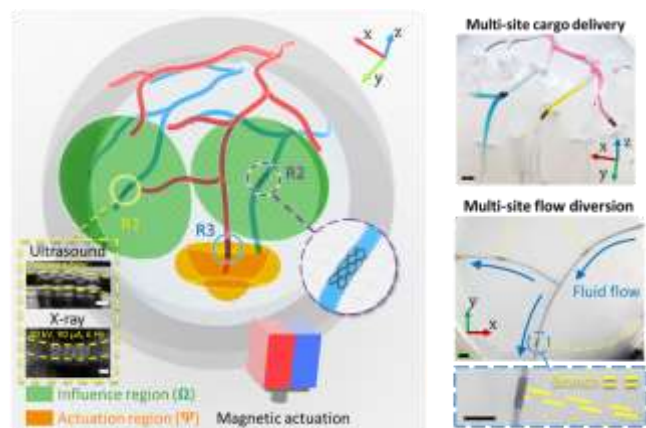 Multi-site cargo delivery
x
z
y
R1
R2
R3
Ultrasound
X-ray
Influence region (Ω)
Actuation region (Ψ)
Magnetic actuation
x
z
y
Multi-site flow diversion
Fluid flow
y
x